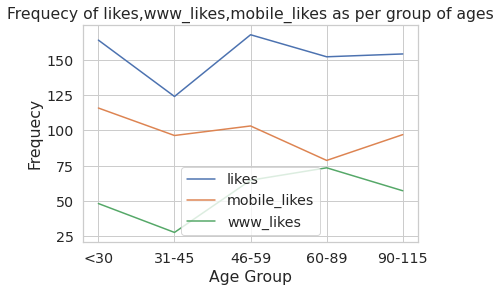 Frequecy of likes,www_likes,mobile_likes as per group of ages
Frequecy
150
125
100
75
50
25
likes
mobile_likes
www_likes
<30 31-45 46-59 60-89 90-115
Age Group